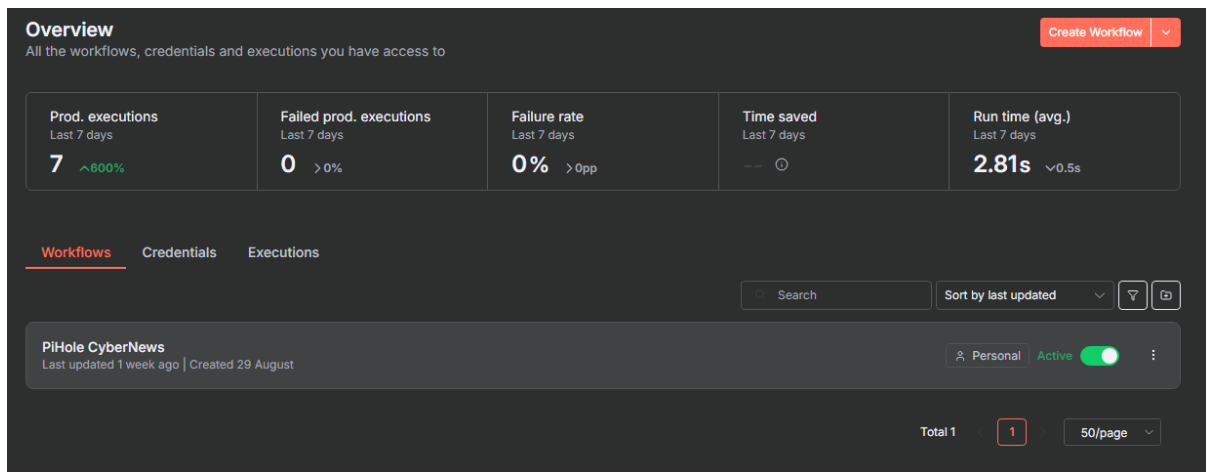 Overview
All the workflows, credentials and executions you have access to
Create Workflow
Prod. executions
Last 7 days
7 600%
Failed prod. executions
Last 7 days
0 0%
Failure rate
Last 7 days
0% 0pp
Time saved
Last 7 days
--
Run time (avg.)
Last 7 days
2.81s 0.5s
Workflows Credentials Executions
Search Sort by last updated
PiHole CyberNews
Last updated 1 week ago | Created 29 August
Personal Active
Total 1 1 50/page